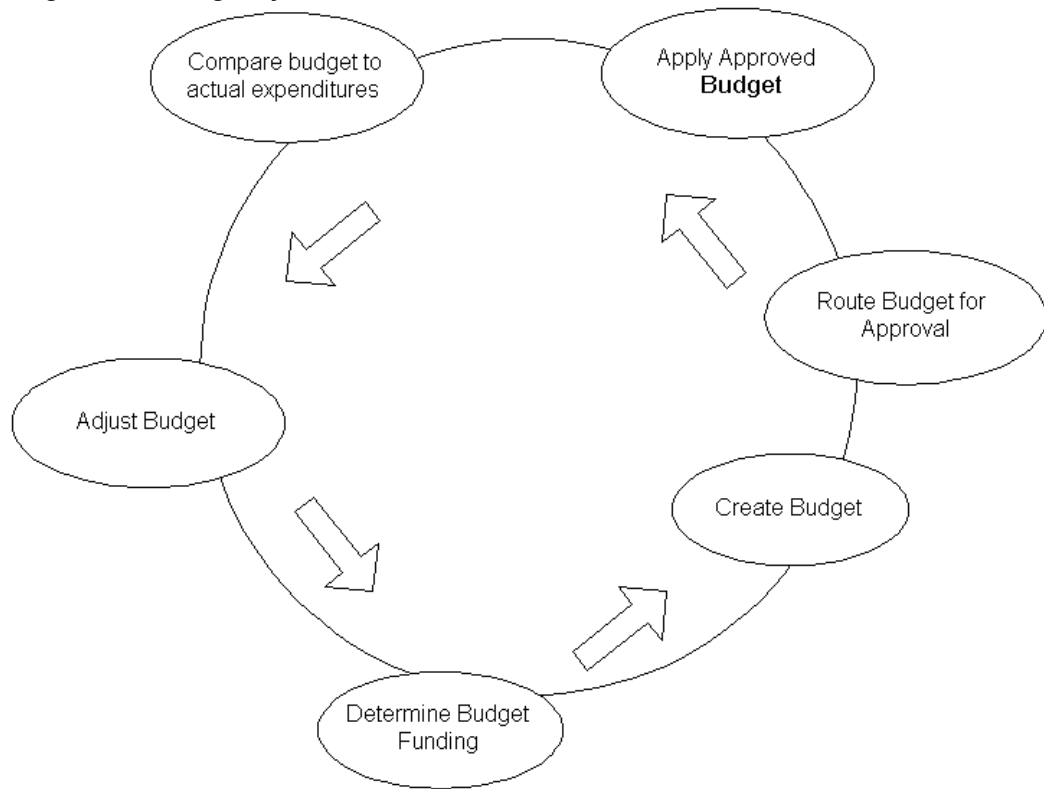 Compare budget to
actual expenditures
Apply Approved
Budget
Route Budget for
Approval
Adjust Budget
Create Budget
Determine Budget
Funding